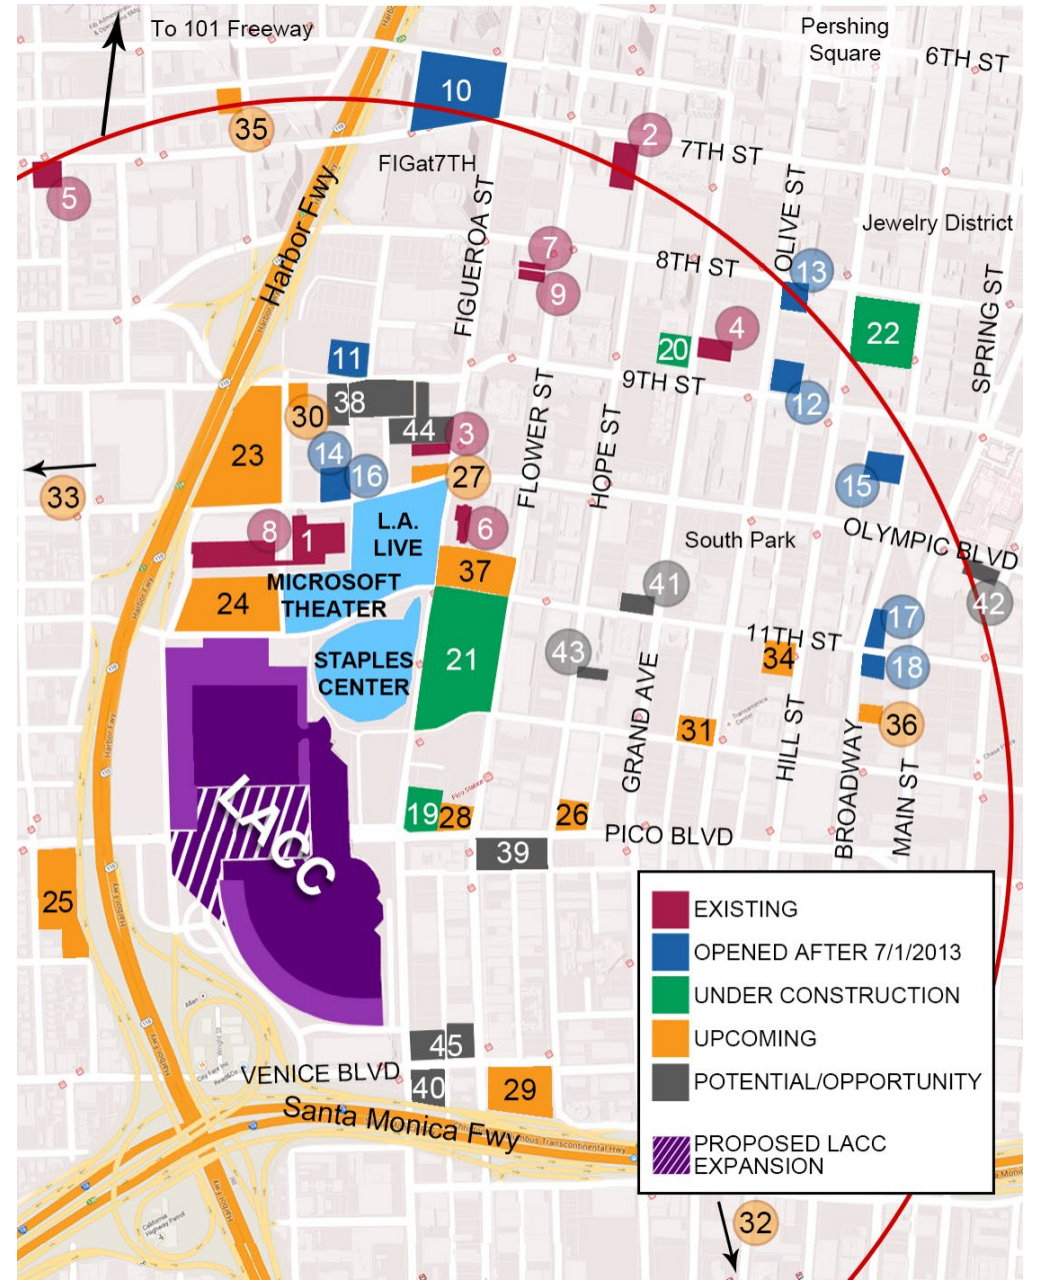 To 101 Freeway
Pershing
Square
6TH ST
10
35
2
7TH ST
FIGat7TH
5
Harbor Fwy
FIGUEROA ST
OLIVE ST
Jewelry District
7
8TH ST
13
9
SPRING ST
4
22
20
11
9TH ST
12
38
30
FLOWER ST
HOPE ST
44
3
14
23
16
27
15
33
L.A.
LIVE
8
1
6
South Park
OLYMPIC BLVD
37
MICROSOFT
THEATER
24
41
42
17
11TH ST
STAPLES
CENTER
21
43
34
18
GRAND AVE
HILL ST
31
36
BROADWAY
MAIN ST
LACC
19
28
26
PICO BLVD
39
25
EXISTING
OPENED AFTER 7/1/2013
UNDER CONSTRUCTION
UPCOMING
POTENTIAL/OPPORTUNITY
PROPOSED LACC
EXPANSION
45
VENICE BLVD
40
29
Santa Monica Fwy
32
California
Highway Patrol